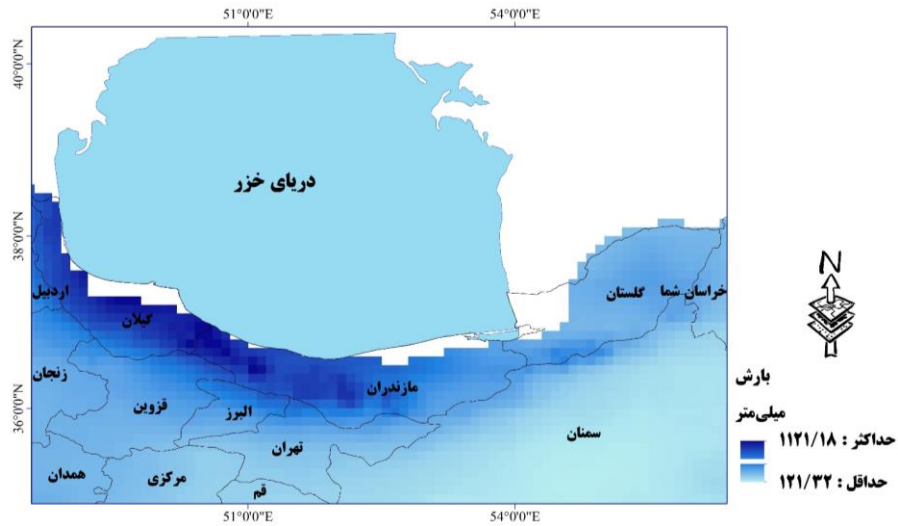 51°0'0"E
54°0'0"E
40°0'0"N
38°0'0"N
36°0'0"N
دریای خزر
اردبیل
گیلان
گلستان
خراسان شما
زنجان
قزوین
البرز
مازندران
تهران
سمنان
همدان
مرکزی
قم
51°0'0"E
54°0'0"E
N
بارش
میلی‌متر
حداکثر : ۱۱۲۱/۱۸
حداقل : ۱۲۱/۳۲